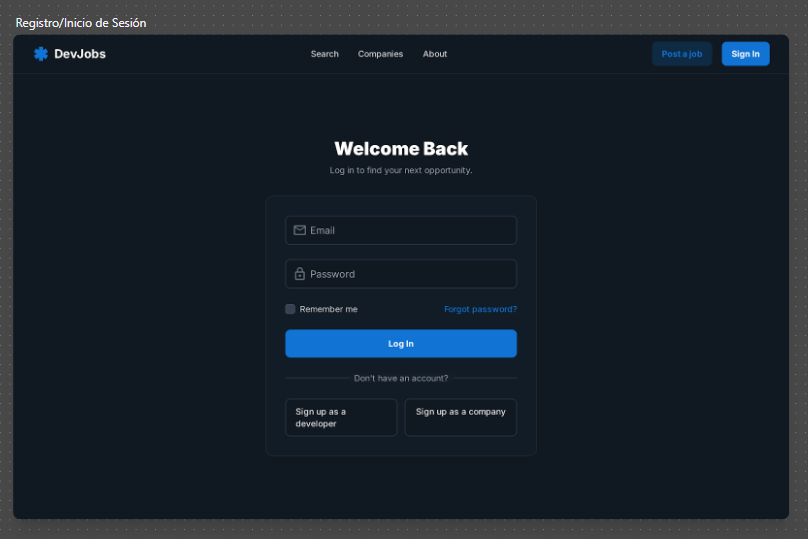 Registro/Inicio de Sesión
DevJobs
Search
Companies
About
Post a job
Sign In
Welcome Back
Log in to find your next opportunity.
Email
Password
Remember me
Forgot password?
Log In
Don't have an account?
Sign up as a
developer
Sign up as a company